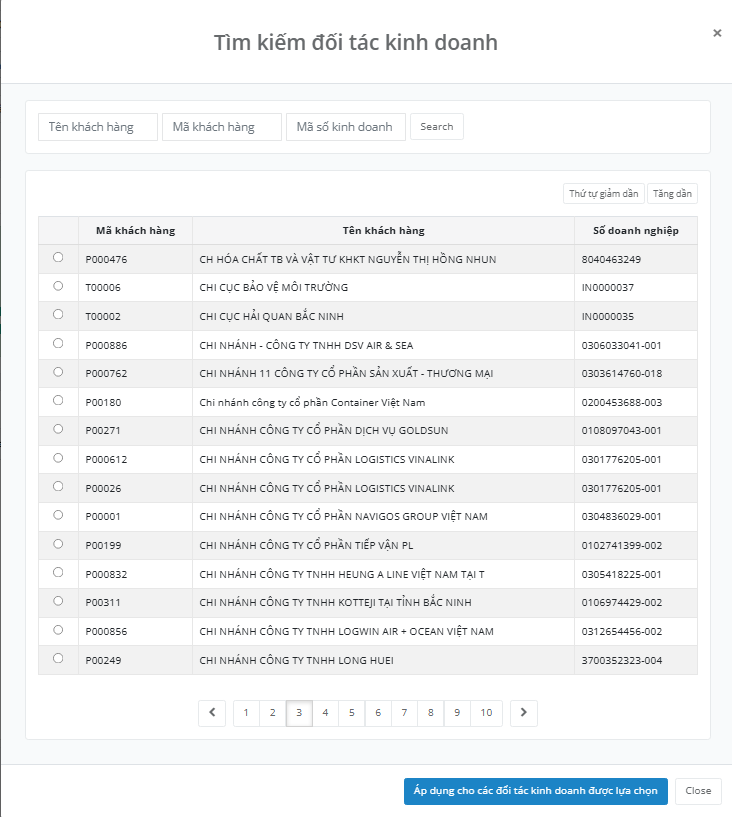 Tìm kiếm đối tác kinh doanh
×
Tên khách hàng Mã khách hàng Mã số kinh doanh Search
Thứ tự giảm dần Tăng dần
Mã khách hàng Tên khách hàng Số doanh nghiệp
P000476 CH HÓA CHẤT TB VÀ VẬT TƯ KHKT NGUYỄN THỊ HỒNG NHUN 8040463249
T00006 CHI CỤC BẢO VỆ MÔI TRƯỜNG IN0000037
T00002 CHI CỤC HẢI QUAN BẮC NINH IN0000035
P000886 CHI NHÁNH - CÔNG TY TNHH DSV AIR & SEA 0306033041-001
P000762 CHI NHÁNH 11 CÔNG TY CỔ PHẦN SẢN XUẤT - THƯƠNG MẠI 0303614760-018
P00180 Chi nhánh công ty cổ phần Container Việt Nam 0200453688-003
P00271 CHI NHÁNH CÔNG TY CỔ PHẦN DỊCH VỤ GOLDSUN 0108097043-001
P000612 CHI NHÁNH CÔNG TY CỔ PHẦN LOGISTICS VINALINK 0301776205-001
P00026 CHI NHÁNH CÔNG TY CỔ PHẦN LOGISTICS VINALINK 0301776205-001
P00001 CHI NHÁNH CÔNG TY CỔ PHẦN NAVIGOS GROUP VIỆT NAM 0304836029-001
P00199 CHI NHÁNH CÔNG TY CỔ PHẦN TIẾP VẬN PL 0102741399-002
P000832 CHI NHÁNH CÔNG TY TNHH HEUNG A LINE VIỆT NAM TẠI T 0305418225-001
P00311 CHI NHÁNH CÔNG TY TNHH KOTTEJI TẠI TỈNH BẮC NINH 0106974429-002
P000856 CHI NHÁNH CÔNG TY TNHH LOGWIN AIR + OCEAN VIỆT NAM 0312654456-002
P00249 CHI NHÁNH CÔNG TY TNHH LONG HUEI 3700352323-004
1 2 3 4 5 6 7 8 9 10
Áp dụng cho các đối tác kinh doanh được lựa chọn Close